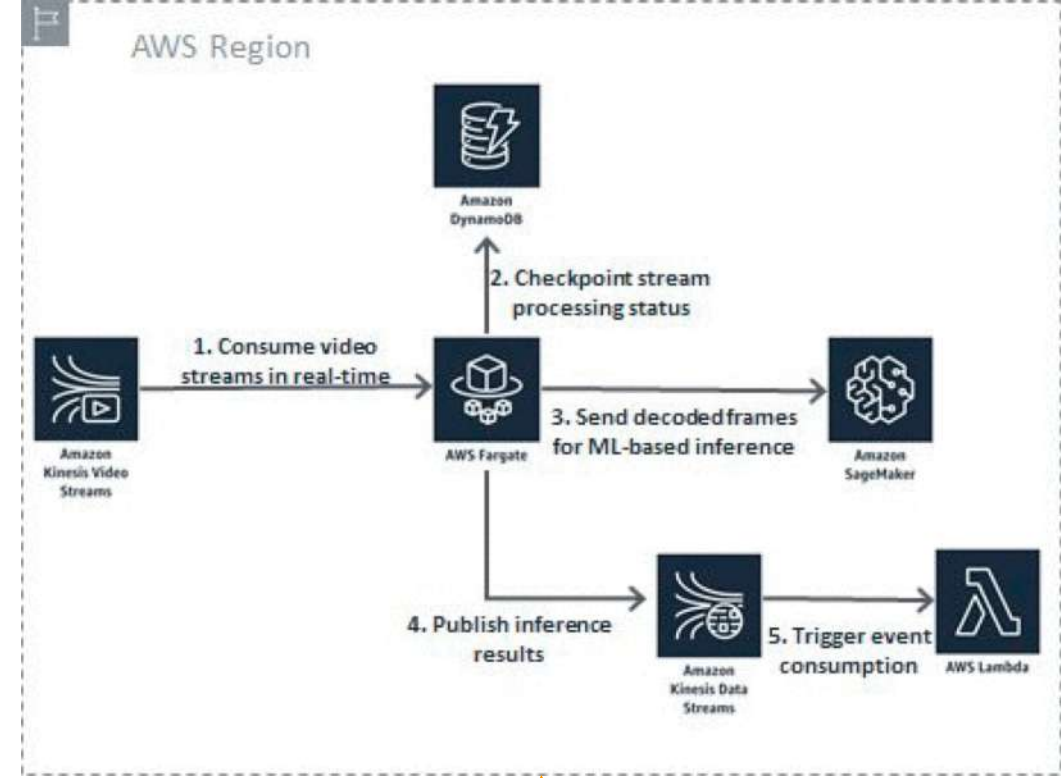 AWS Region
Amazon
DynamoDB
2. Checkpoint stream
processing status
1. Consume video
streams in real-time
Amazon
Kinesis Video
Streams
AWS Fargate
3. Send decoded frames
for ML-based inference
Amazon
SageMaker
4. Publish inference
results
Amazon
Kinesis Data
Streams
5. Trigger event
consumption
AWS Lambda